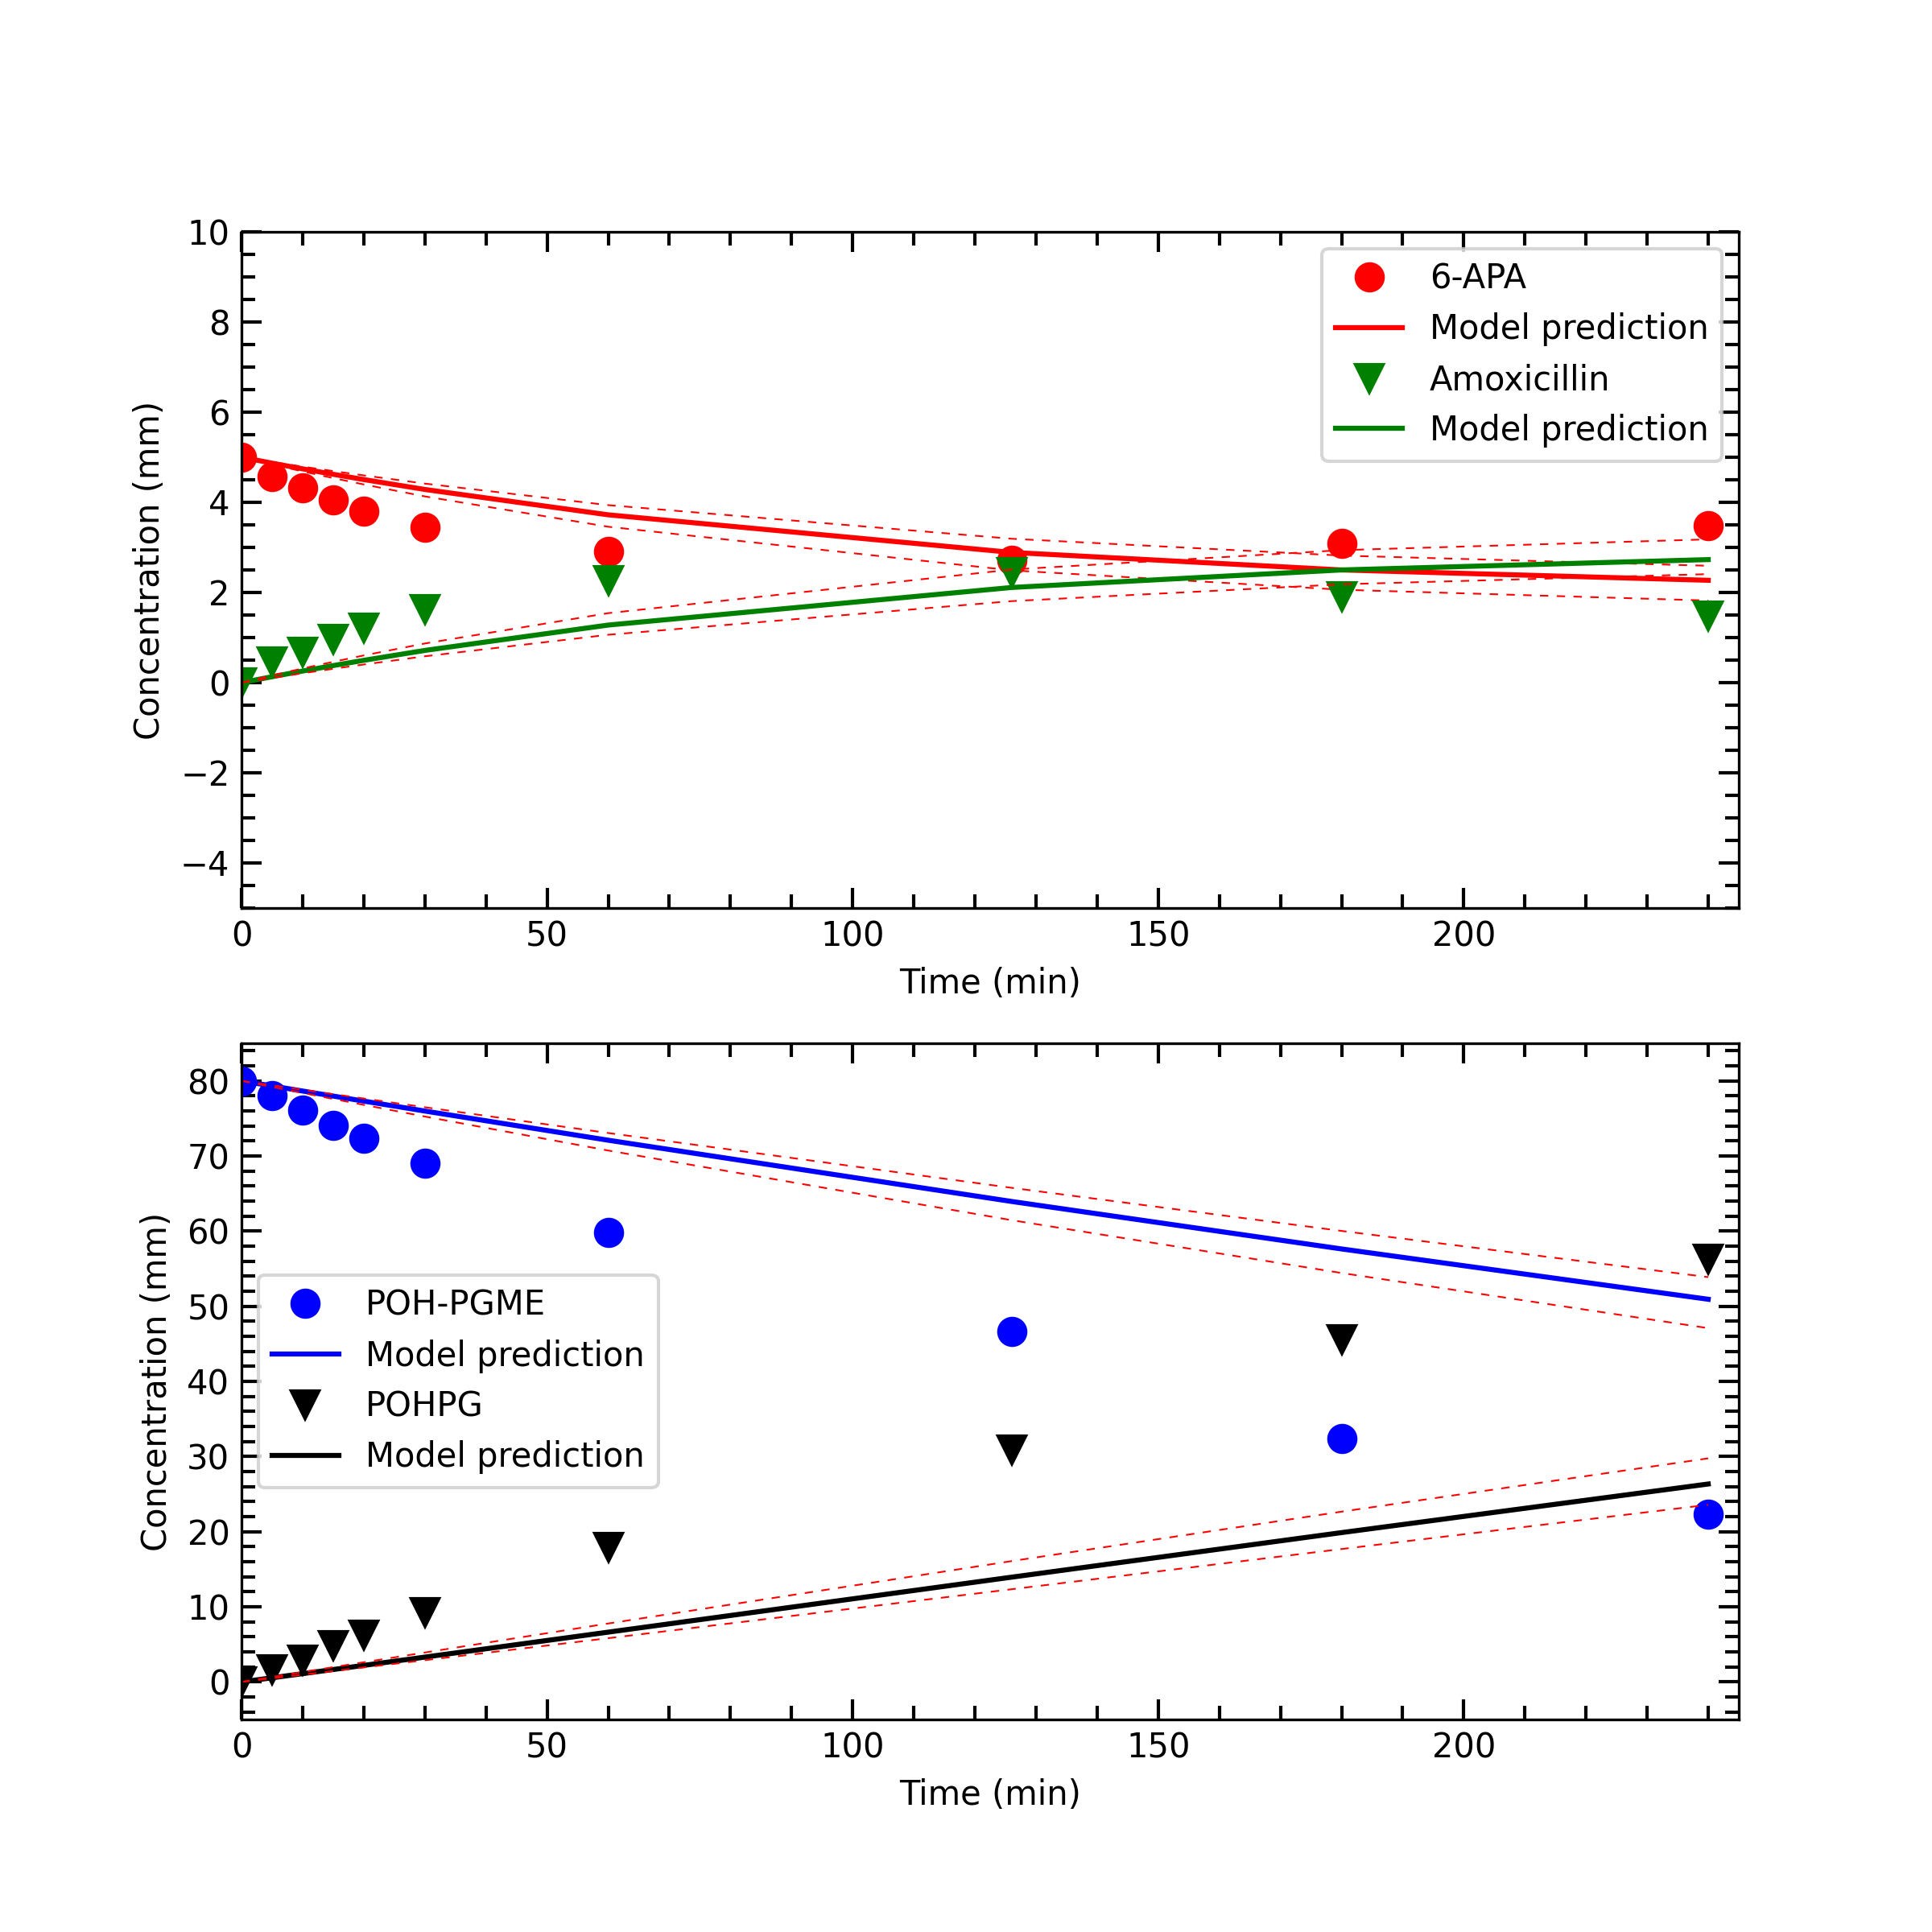 10
8
6
4
2
0
−2
−4
Concentration (mm)
6-APA
Model prediction
Amoxicillin
Model prediction
0 50 100 150 200
Time (min)
80
70
60
50
40
30
20
10
0
Concentration (mm)
POH-PGME
Model prediction
POHPG
Model prediction
0 50 100 150 200
Time (min)